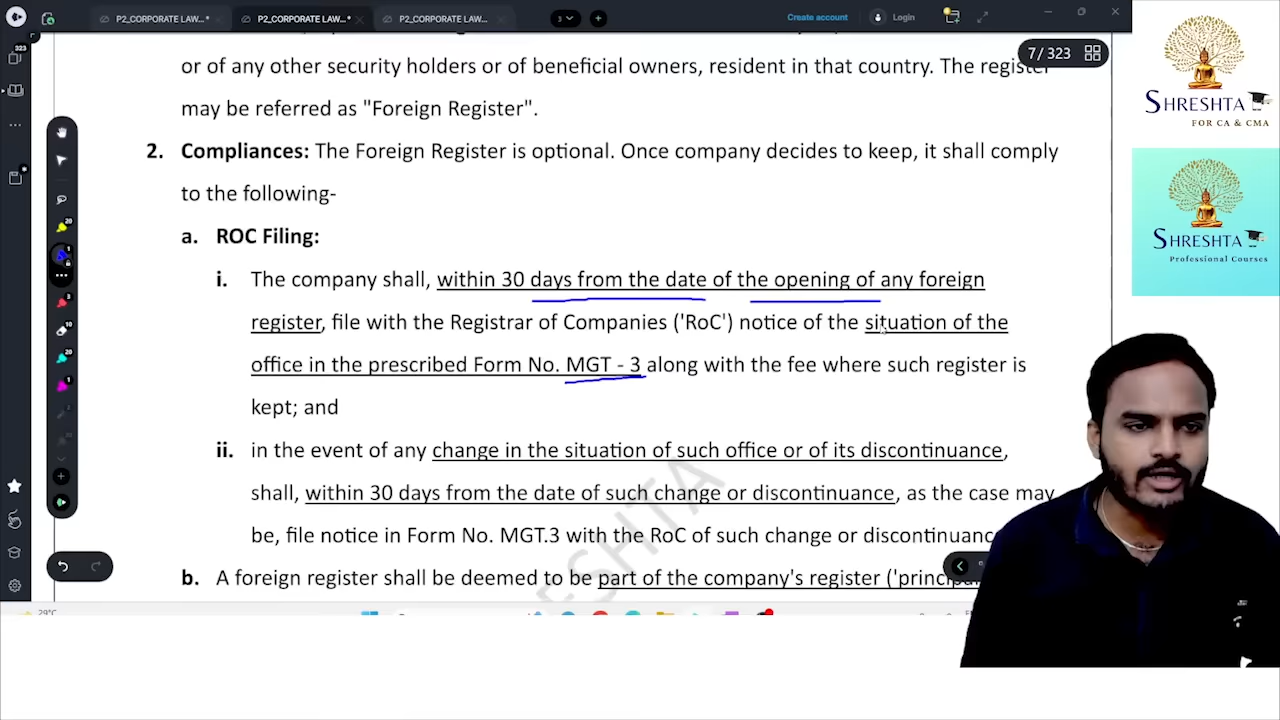 P2_CORPORATE LAW...*
P2_CORPORATE LAW...*
P2_CORPORATE LAW...
3
Create account
Login
323
7 / 323
or of any other security holders or of beneficial owners, resident in that country. The register
may be referred as "Foreign Register".
2. Compliances: The Foreign Register is optional. Once company decides to keep, it shall comply
to the following-
a. ROC Filing:
i. The company shall, within 30 days from the date of the opening of any foreign
register, file with the Registrar of Companies ('RoC') notice of the situation of the
office in the prescribed Form No. MGT - 3 along with the fee where such register is
kept; and
ii. in the event of any change in the situation of such office or of its discontinuance,
shall, within 30 days from the date of such change or discontinuance, as the case may
be, file notice in Form No. MGT.3 with the RoC of such change or discontinuanc
b. A foreign register shall be deemed to be part of the company's register ('principa
29°C
SHRESHTA
FOR CA & CMA
SHRESHTA
Professional Courses